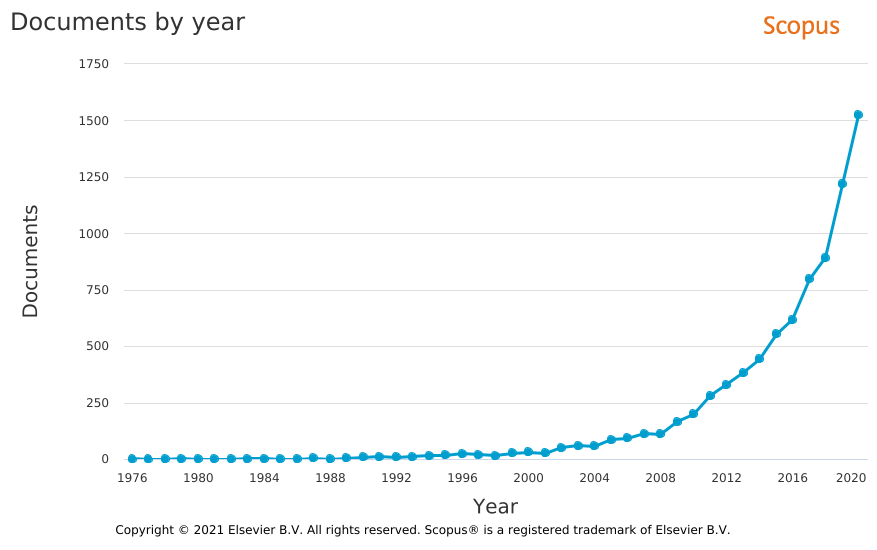 Documents by year
Scopus
1750
1500
1250
1000
750
500
250
0
Documents
1976 1980 1984 1988 1992 1996 2000 2004 2008 2012 2016 2020
Year
Copyright © 2021 Elsevier B.V. All rights reserved. Scopus® is a registered trademark of Elsevier B.V.